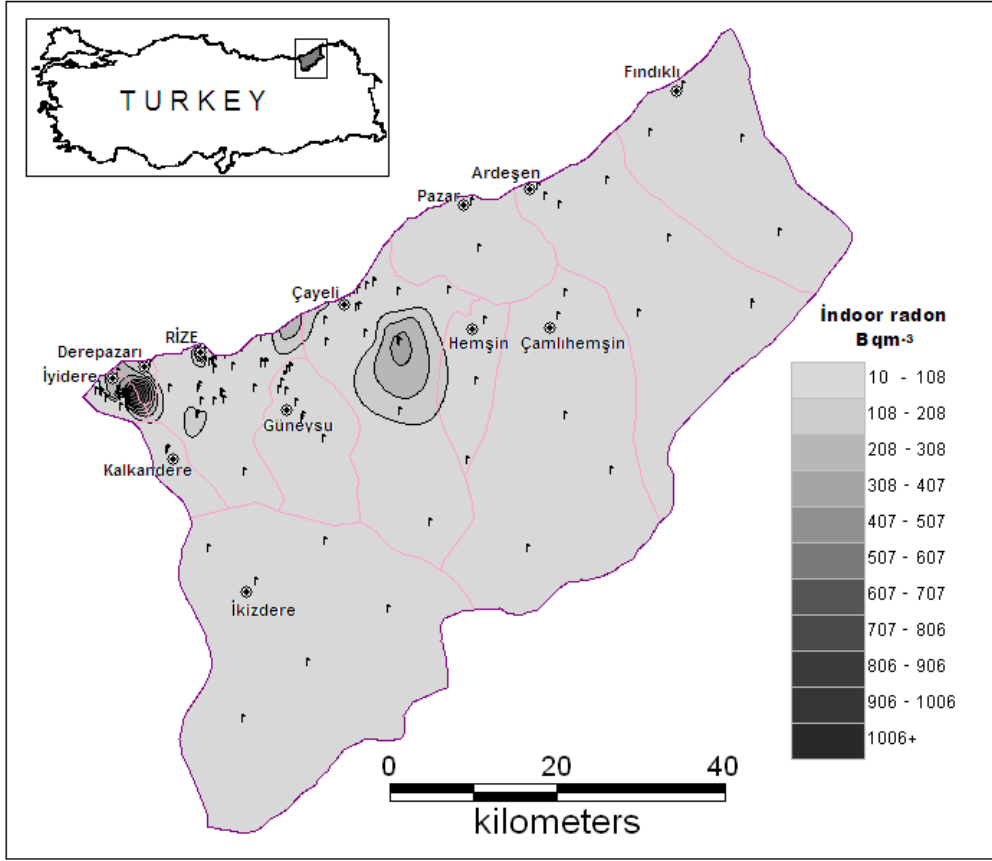 TURKEY
Fındıklı
Ardeşen
Pazar
Çayeli
RİZE
Derepazarı
İyidere
Hemşin
Çamlıhemşin
Güneysu
Kalkandere
İkizdere
İndoor radon
Bqm-3
10 - 108
108 - 208
208 - 308
308 - 407
407 - 507
507 - 607
607 - 707
707 - 806
806 - 906
906 - 1006
1006+
0 20 40
kilometers